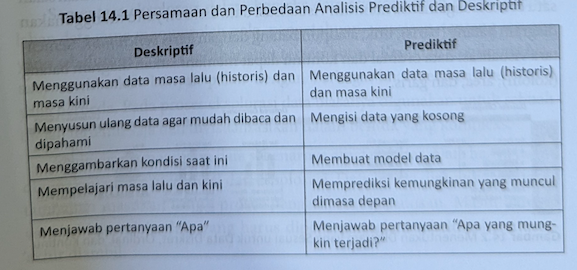 Tabel 14.1 Persamaan dan Perbedaan Analisis Prediktif dan Deskriptif
Deskriptif
Prediktif
Menggunakan data masa lalu (historis) dan
masa kini
Menggunakan data masa lalu (historis)
dan masa kini
Menyusun ulang data agar mudah dibaca dan
dipahami
Mengisi data yang kosong
Menggambarkan kondisi saat ini
Membuat model data
Mempelajari masa lalu dan kini
Memprediksi kemungkinan yang muncul
dimasa depan
Menjawab pertanyaan “Apa”
Menjawab pertanyaan “Apa yang mung-
kin terjadi?”